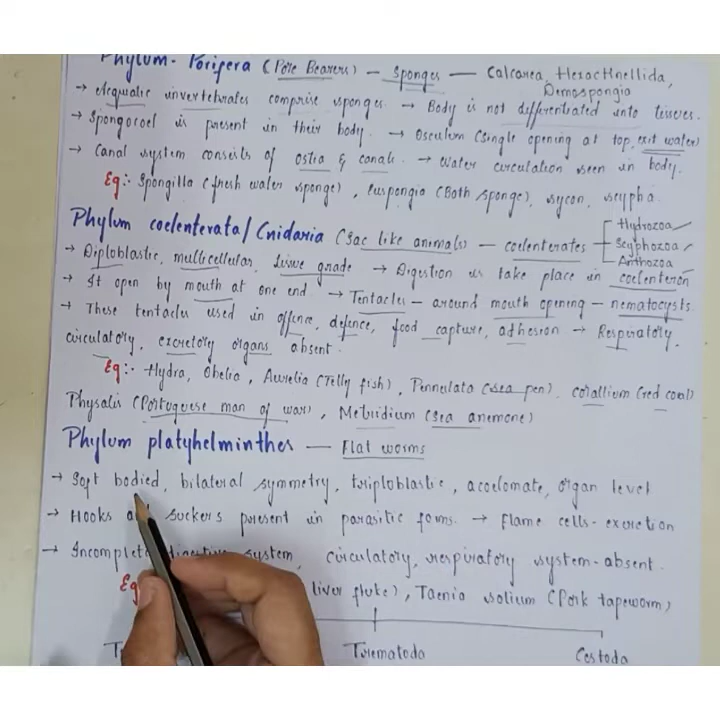 Phylum - Porifera (Pore Bearers) — Sponges — Calcarea, Hexactinellida,
Demospongia
→ Acqualic invertebrates comprise sponges. → Body is not differentiated into tissues.
→ Spongocoel is present in their body. → Osculum (single opening at top, exit water)
→ Canal system consists of ostia & canals. → Water circulation seen in body.
Eg:- Spongilla (fresh water sponge), Euspongia (Both sponge), sycon, scypha.
Phylum coelenterata/Cnidaria (Sac like animals) — coelenterates
Hydrozoa
Scyphozoa
Anthozoa
→ Diploblastic, multicellular, tissue grade → Digestion is take place in coelenteron
→ It open by mouth at one end → Tentacles - around mouth opening - nematocysts.
→ These tentacles used in offence, defence, food capture, adhesion → Respiratory,
circulatory, excretory organs absent.
Eg:- Hydra, Obelia, Aurelia (Jelly fish), Pennulata (sea pen), corallium (red coral)
Physalis (Portuguese man of war), Metridium (Sea anemone)
Phylum platyhelminthes — Flat worms
→ Soft bodied, bilateral symmetry, triploblastic, acoelomate, organ level
→ Hooks suckers present in parasitic forms. → Flame cells - excretion
→ Incomplete digestive system, circulatory, respiratory system - absent.
Eg liver fluke), Taenia solium (Pork tapeworm)
Trematoda Cestoda